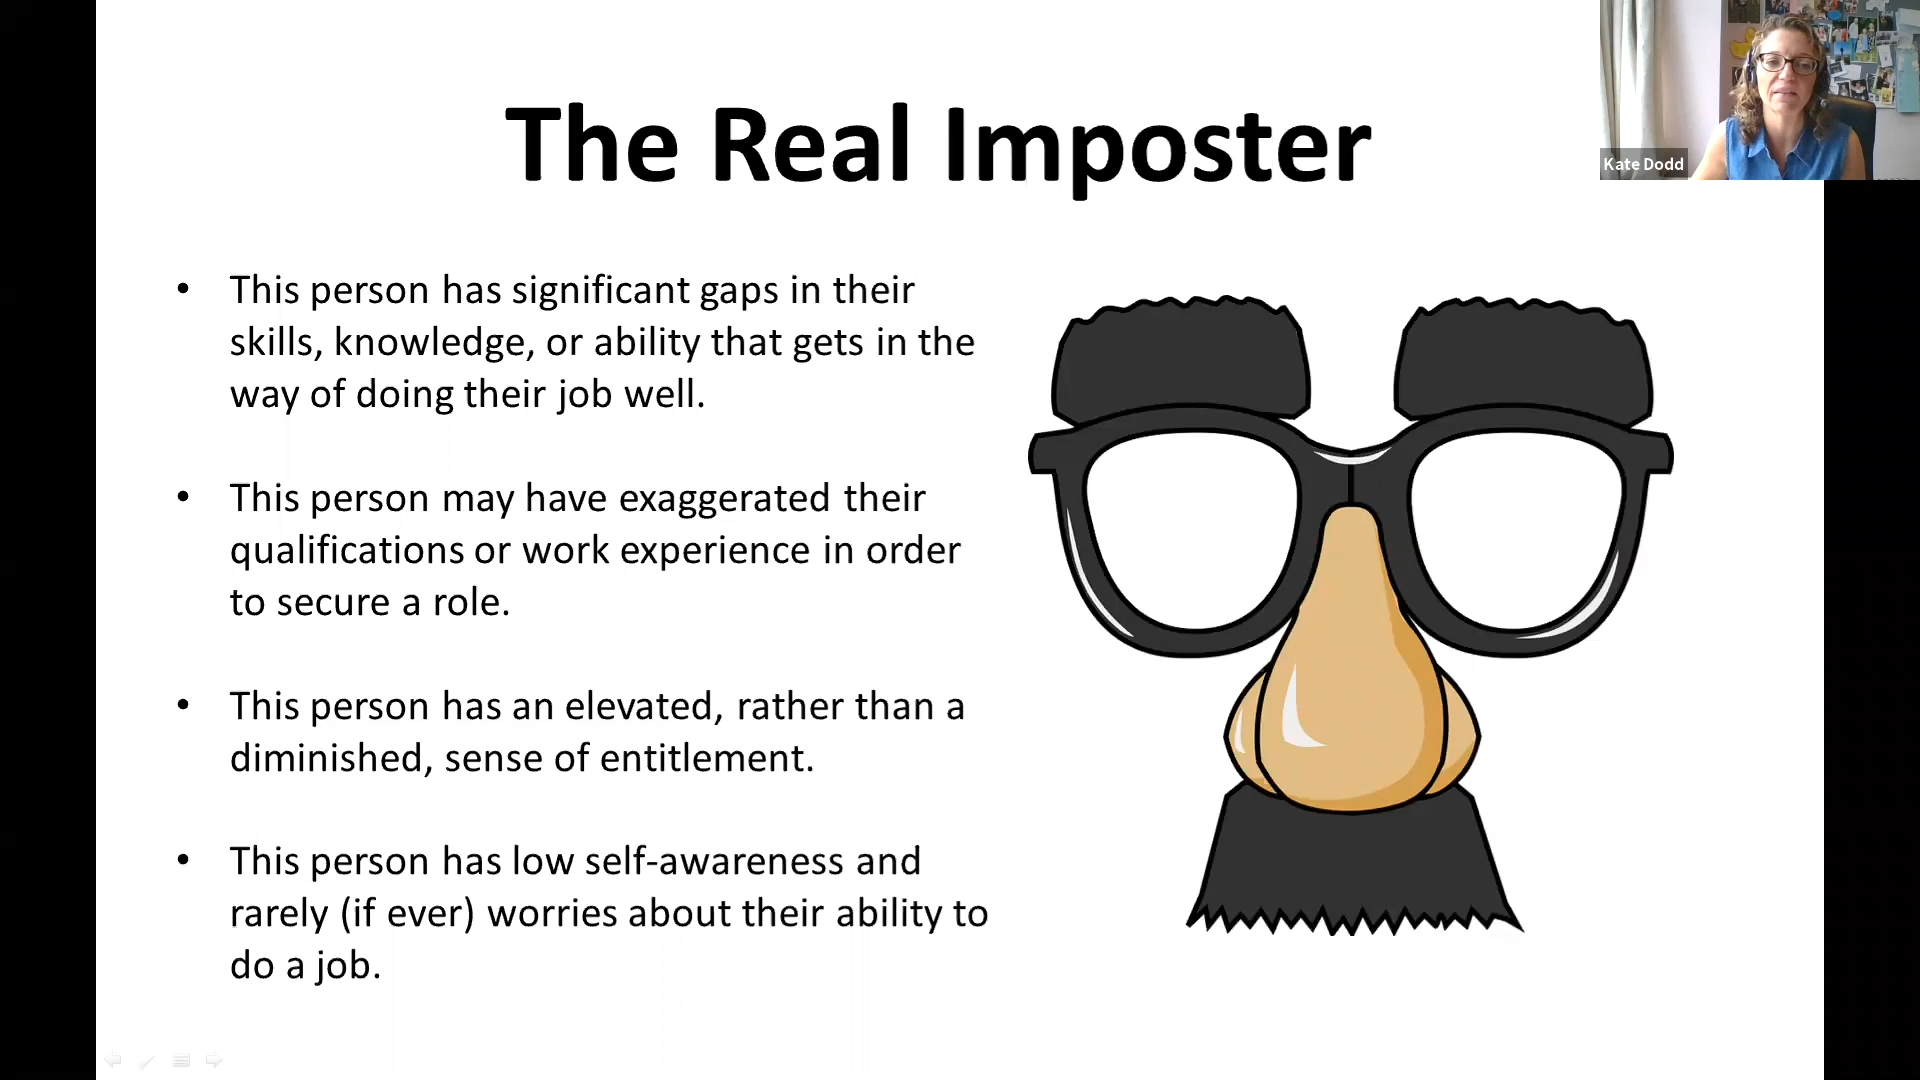 The Real Imposter
Kate Dodd
• This person has significant gaps in their
skills, knowledge, or ability that gets in the
way of doing their job well.
• This person may have exaggerated their
qualifications or work experience in order
to secure a role.
• This person has an elevated, rather than a
diminished, sense of entitlement.
• This person has low self-awareness and
rarely (if ever) worries about their ability to
do a job.